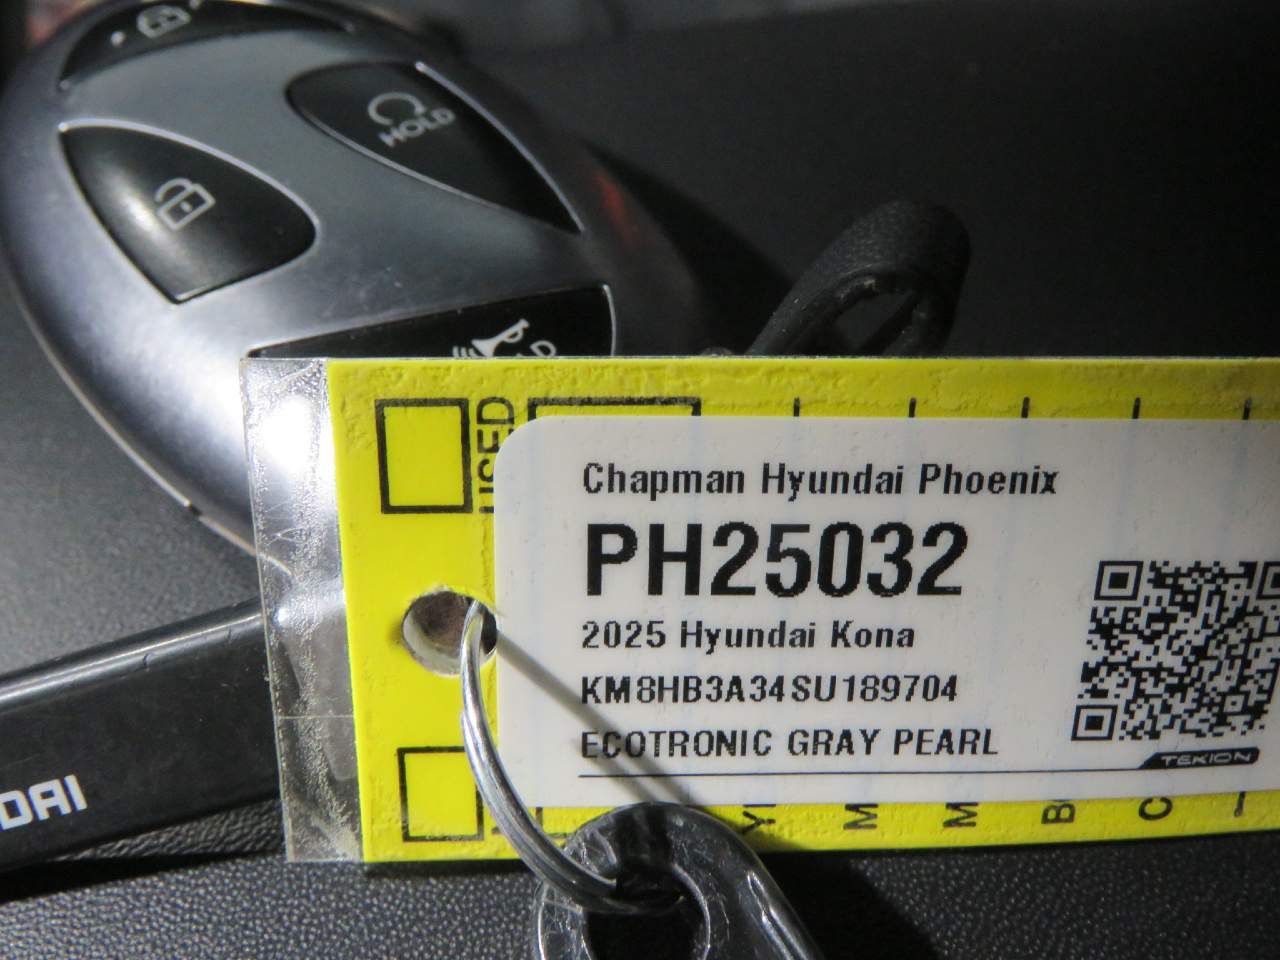 HOLD
USED
Chapman Hyundai Phoenix
PH25032
2025 Hyundai Kona
KM8HB3A34SU189704
ECOTRONIC GRAY PEARL
TEKION
DAI